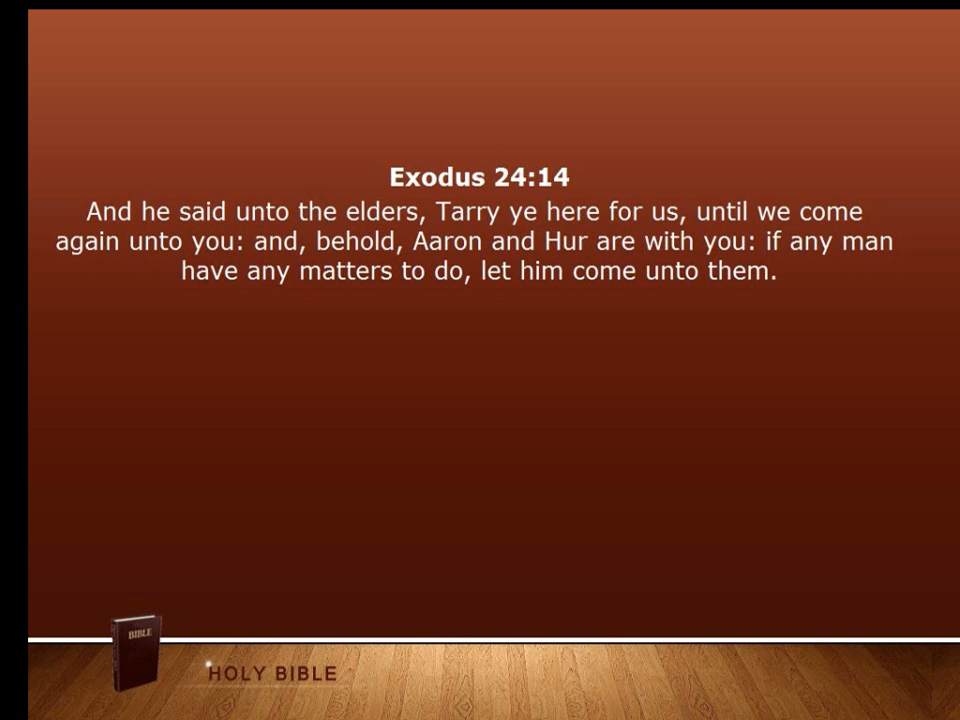 Exodus 24:14
And he said unto the elders, Tarry ye here for us, until we come
again unto you: and, behold, Aaron and Hur are with you: if any man
have any matters to do, let him come unto them.
BIBLE
HOLY BIBLE